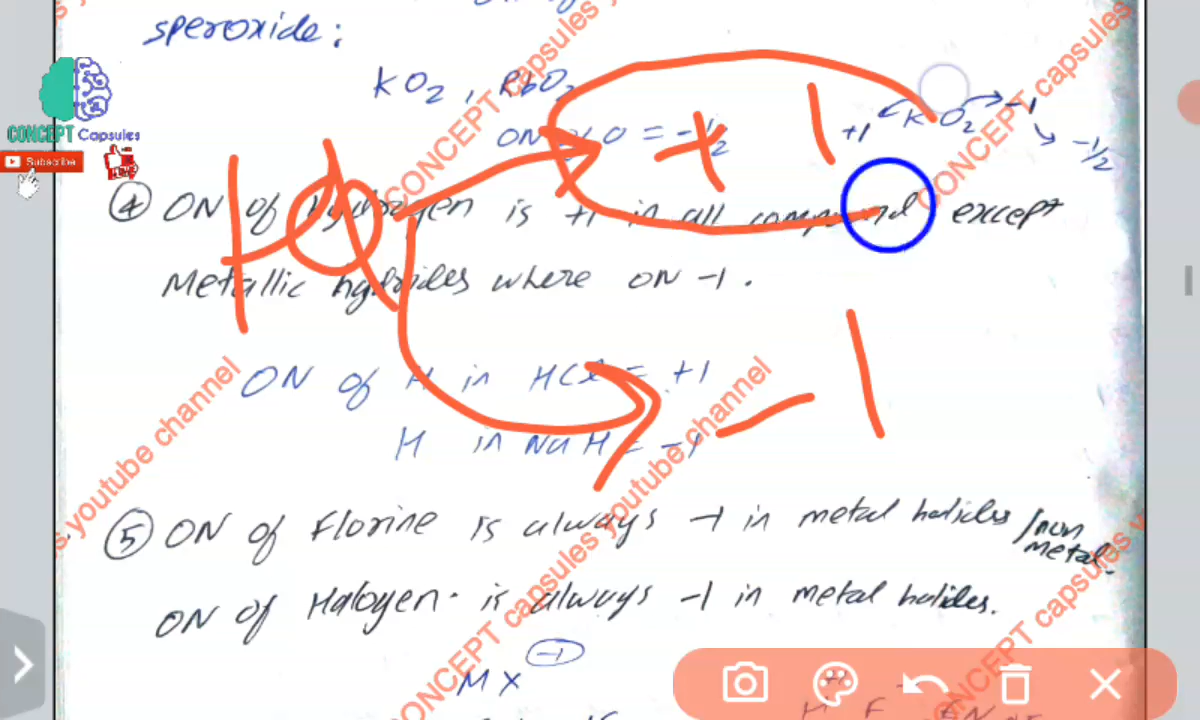 speroxide:
KO2, RbO2
ON of O = -1/2
+1 K O2 -1
-1/2
④ ON of hydrogen is +1 in all compound except
Metallic hybrides where ON -1.
ON of H in HCl = +1
H in NaH = -1
+1
H
-1
⑤ ON of Florine is always -1 in metal halides /non metal.
ON of Halogen. is always -1 in metal halides.
MX -1
CONCEPT Capsules
Subscribe
CONCEPT capsules youtube channel